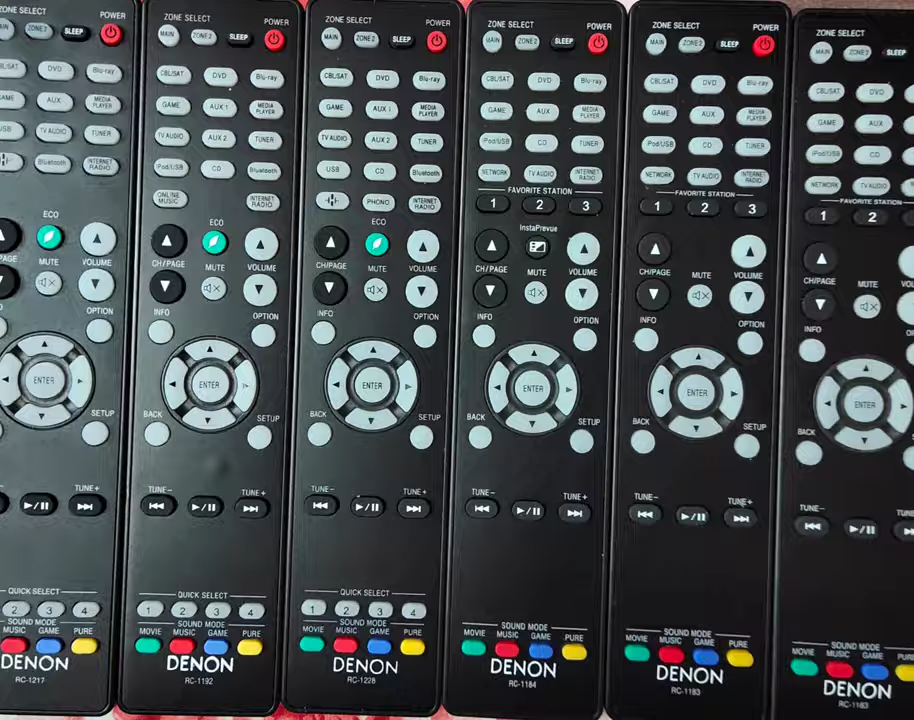 ZONE SELECT
MAIN ZONE2 SLEEP
DVD Blu-ray
GAME AUX MEDIA PLAYER
USB TV AUDIO TUNER
Bluetooth INTERNET RADIO
ECO
MUTE VOLUME
OPTION
ENTER
SETUP
TUNE+
QUICK SELECT
2 3 4
SOUND MODE
MUSIC GAME PURE
DENON
RC-1217
ZONE SELECT POWER
MAIN ZONE2 SLEEP
CBL/SAT DVD Blu-ray
GAME AUX 1 MEDIA PLAYER
TV AUDIO AUX 2 TUNER
iPod/USB CD Bluetooth
ONLINE MUSIC INTERNET RADIO
ECO
CH/PAGE MUTE VOLUME
INFO OPTION
ENTER
BACK SETUP
TUNE- TUNE+
QUICK SELECT
1 2 3 4
SOUND MODE
MOVIE MUSIC GAME PURE
DENON
RC-1192
ZONE SELECT POWER
MAIN ZONE2 SLEEP
CBL/SAT DVD Blu-ray
GAME AUX 1 MEDIA PLAYER
TV AUDIO AUX 2 TUNER
USB CD Bluetooth
PHONO INTERNET RADIO
ECO
CH/PAGE MUTE VOLUME
INFO OPTION
ENTER
BACK SETUP
TUNE- TUNE+
QUICK SELECT
1 2 3 4
SOUND MODE
MOVIE MUSIC GAME PURE
DENON
RC-1228
ZONE SELECT POWER
MAIN ZONE2 SLEEP
CBL/SAT DVD Blu-ray
GAME AUX MEDIA PLAYER
iPod/USB CD TUNER
NETWORK TV AUDIO INTERNET RADIO
FAVORITE STATION
1 2 3
InstaPrevue
CH/PAGE MUTE VOLUME
INFO OPTION
ENTER
BACK SETUP
TUNE- TUNE+
SOUND MODE
MOVIE MUSIC GAME PURE
DENON
RC-1184
ZONE SELECT POWER
MAIN ZONE2 SLEEP
CBL/SAT DVD Blu-ray
GAME AUX MEDIA PLAYER
iPod/USB CD TUNER
NETWORK TV AUDIO INTERNET RADIO
FAVORITE STATION
1 2 3
CH/PAGE MUTE VOLUME
INFO OPTION
ENTER
BACK SETUP
TUNE- TUNE+
SOUND MODE
MOVIE MUSIC GAME PURE
DENON
RC-1183
ZONE SELECT
MAIN ZONE2 SLEEP
CBL/SAT DVD
GAME AUX
iPod/USB CD
NETWORK TV AUDIO
FAVORITE STATION
1 2
CH/PAGE MUTE
INFO
ENTER
BACK
TUNE-
SOUND MODE
MOVIE MUSIC GAME
DENON
RC-1183